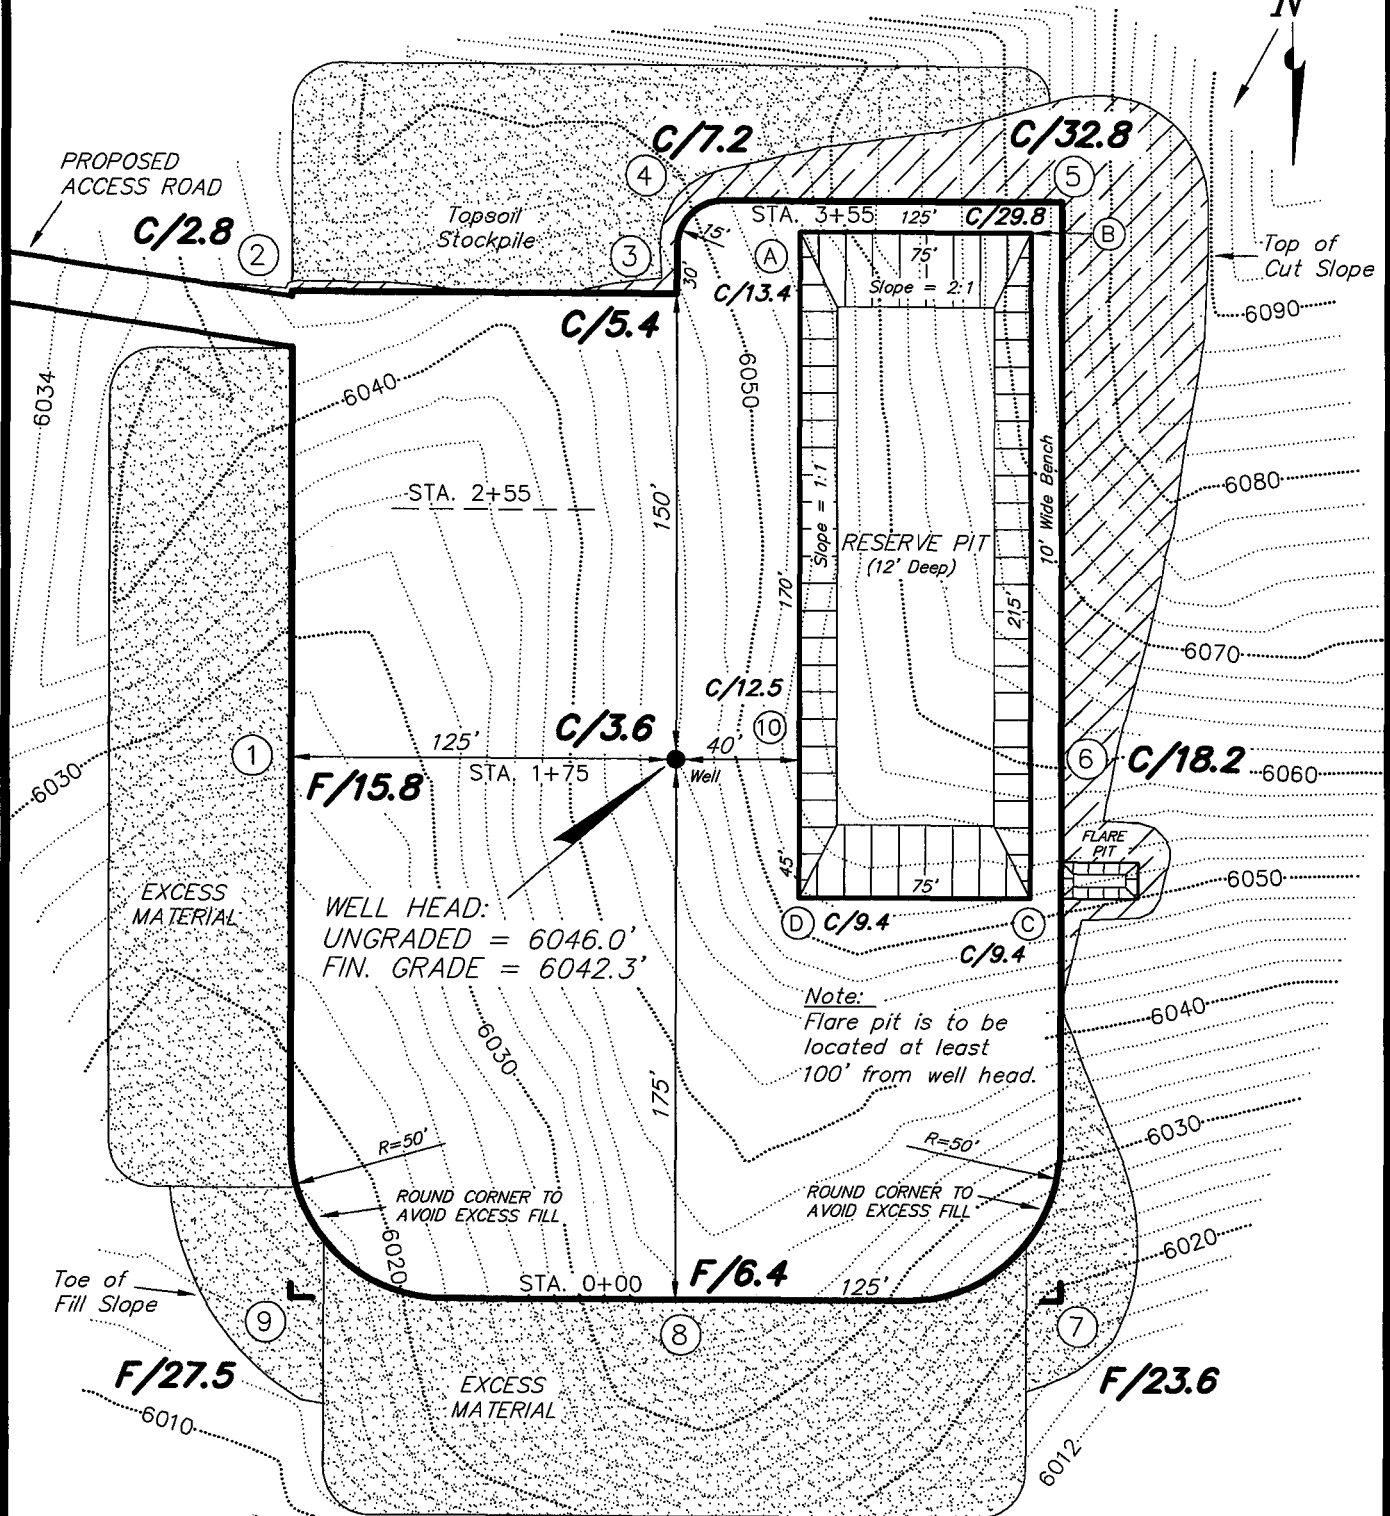 N
C/7.2
C/32.8
4
5
PROPOSED
ACCESS ROAD
C/2.8
2
Topsoil
Stockpile
3
STA. 3+55
125'
C/29.8
B
15'
A
75'
Slope = 2:1
30'
C/13.4
Top of
Cut Slope
C/5.4
6090
6034
6040
6050
STA. 2+55
150'
Slope = 1:1
10' Wide Bench
6080
RESERVE PIT
(12' Deep)
170'
215'
6070
C/12.5
10
C/3.6
1
125'
40'
STA. 1+75
Well
6
C/18.2
6060
6030
F/15.8
FLARE
PIT
45'
75'
6050
EXCESS
MATERIAL
WELL HEAD:
UNGRADED = 6046.0'
FIN. GRADE = 6042.3'
D
C/9.4
C
C/9.4
Note:
Flare pit is to be
located at least
100' from well head.
6040
6030
175'
R=50'
R=50'
6030
ROUND CORNER TO
AVOID EXCESS FILL
ROUND CORNER TO
AVOID EXCESS FILL
6020
6020
Toe of
Fill Slope
STA. 0+00
F/6.4
125'
9
8
7
F/27.5
EXCESS
MATERIAL
F/23.6
6010
6012